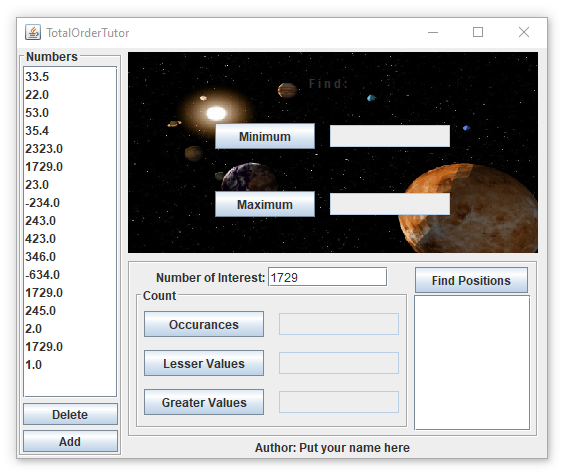 TotalOrderTutor
Numbers
33.5
22.0
53.0
35.4
2323.0
1729.0
23.0
-234.0
243.0
423.0
346.0
-634.0
1729.0
245.0
2.0
1729.0
1.0
Delete
Add
Find:
Minimum
Maximum
Number of Interest: 1729
Count
Occurances
Lesser Values
Greater Values
Find Positions
Author: Put your name here